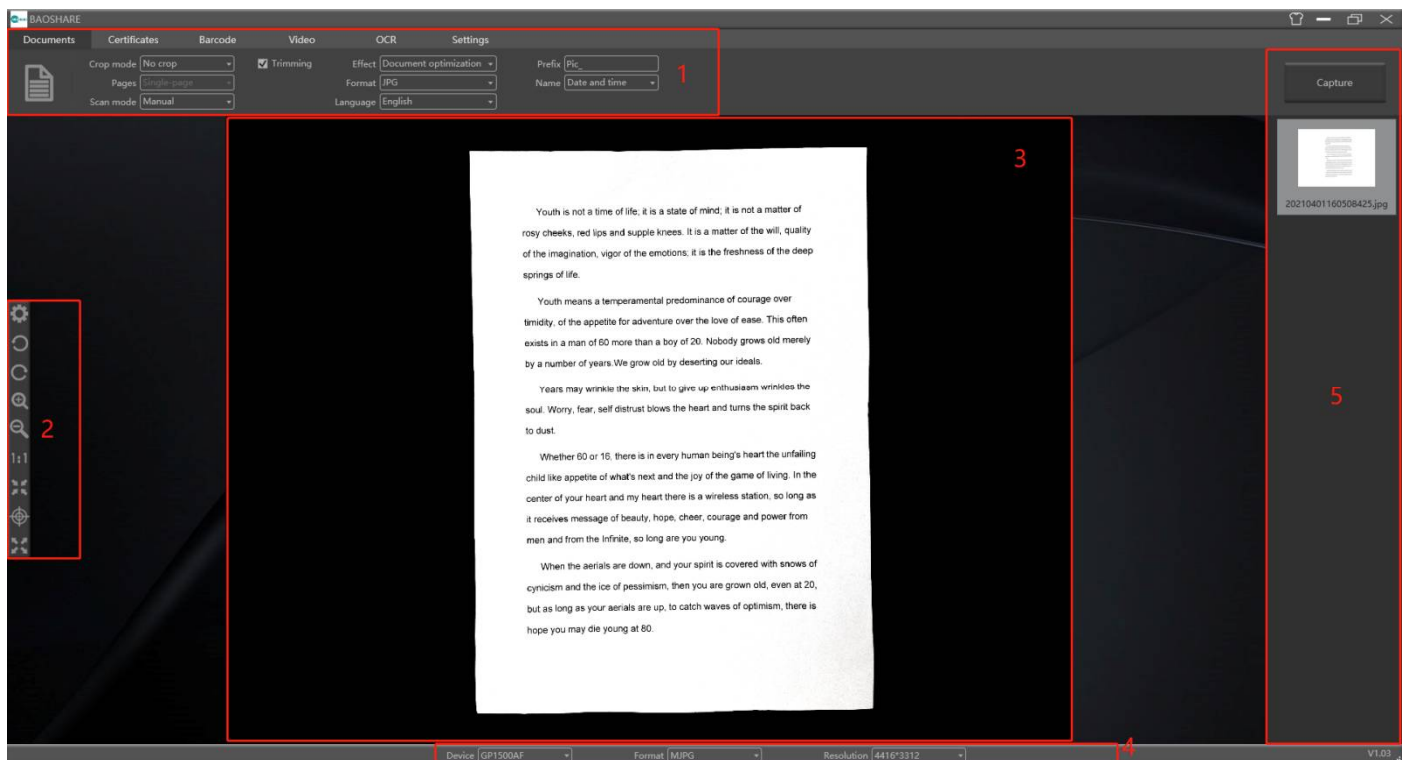 BAOSHARE
Documents Certificates Barcode Video OCR Settings
Crop mode No crop Trimming Effect Document optimization Prefix Pic_
Pages Single-page Format JPG Name Date and time
Scan mode Manual Language English
1
Capture
3
20210401160508425.jpg
Youth is not a time of life; it is a state of mind; it is not a matter of
rosy cheeks, red lips and supple knees. It is a matter of the will, quality
of the imagination, vigor of the emotions; it is the freshness of the deep
springs of life.
Youth means a temperamental predominance of courage over
timidity, of the appetite for adventure over the love of ease. This often
exists in a man of 60 more than a boy of 20. Nobody grows old merely
by a number of years.We grow old by deserting our ideals.
Years may wrinkle the skin, but to give up enthusiasm wrinkles the
soul. Worry, fear, self distrust blows the heart and turns the spirit back
to dust.
Whether 60 or 16, there is in every human being's heart the unfailing
child like appetite of what's next and the joy of the game of living. In the
center of your heart and my heart there is a wireless station, so long as
it receives message of beauty, hope, cheer, courage and power from
men and from the Infinite, so long are you young.
When the aerials are down, and your spirit is covered with snows of
cynicism and the ice of pessimism, then you are grown old, even at 20,
but as long as your aerials are up, to catch waves of optimism, there is
hope you may die young at 80.
2
1:1
5
Device GP1500AF Format MJPG Resolution 4416*3312
4
V1.03